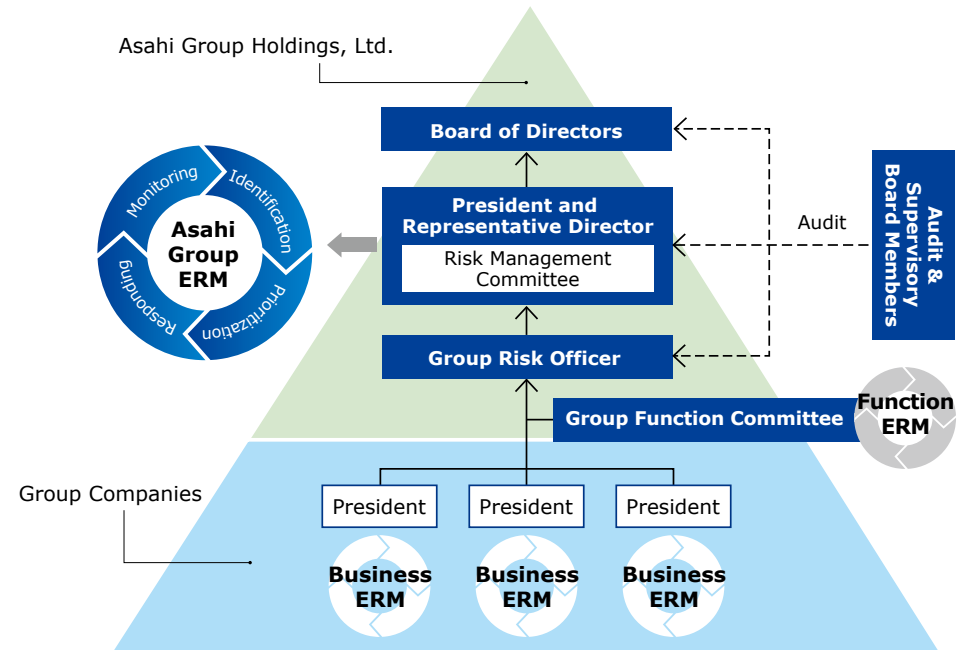 Asahi Group Holdings, Ltd.
Board of Directors
Monitoring
Identification
Prioritization
Responding
Asahi
Group
ERM
President and
Representative Director
Risk Management
Committee
Audit
Audit &
Supervisory
Board Members
Group Risk Officer
Group Function Committee
Function
ERM
Group Companies
President
President
President
Business
ERM
Business
ERM
Business
ERM